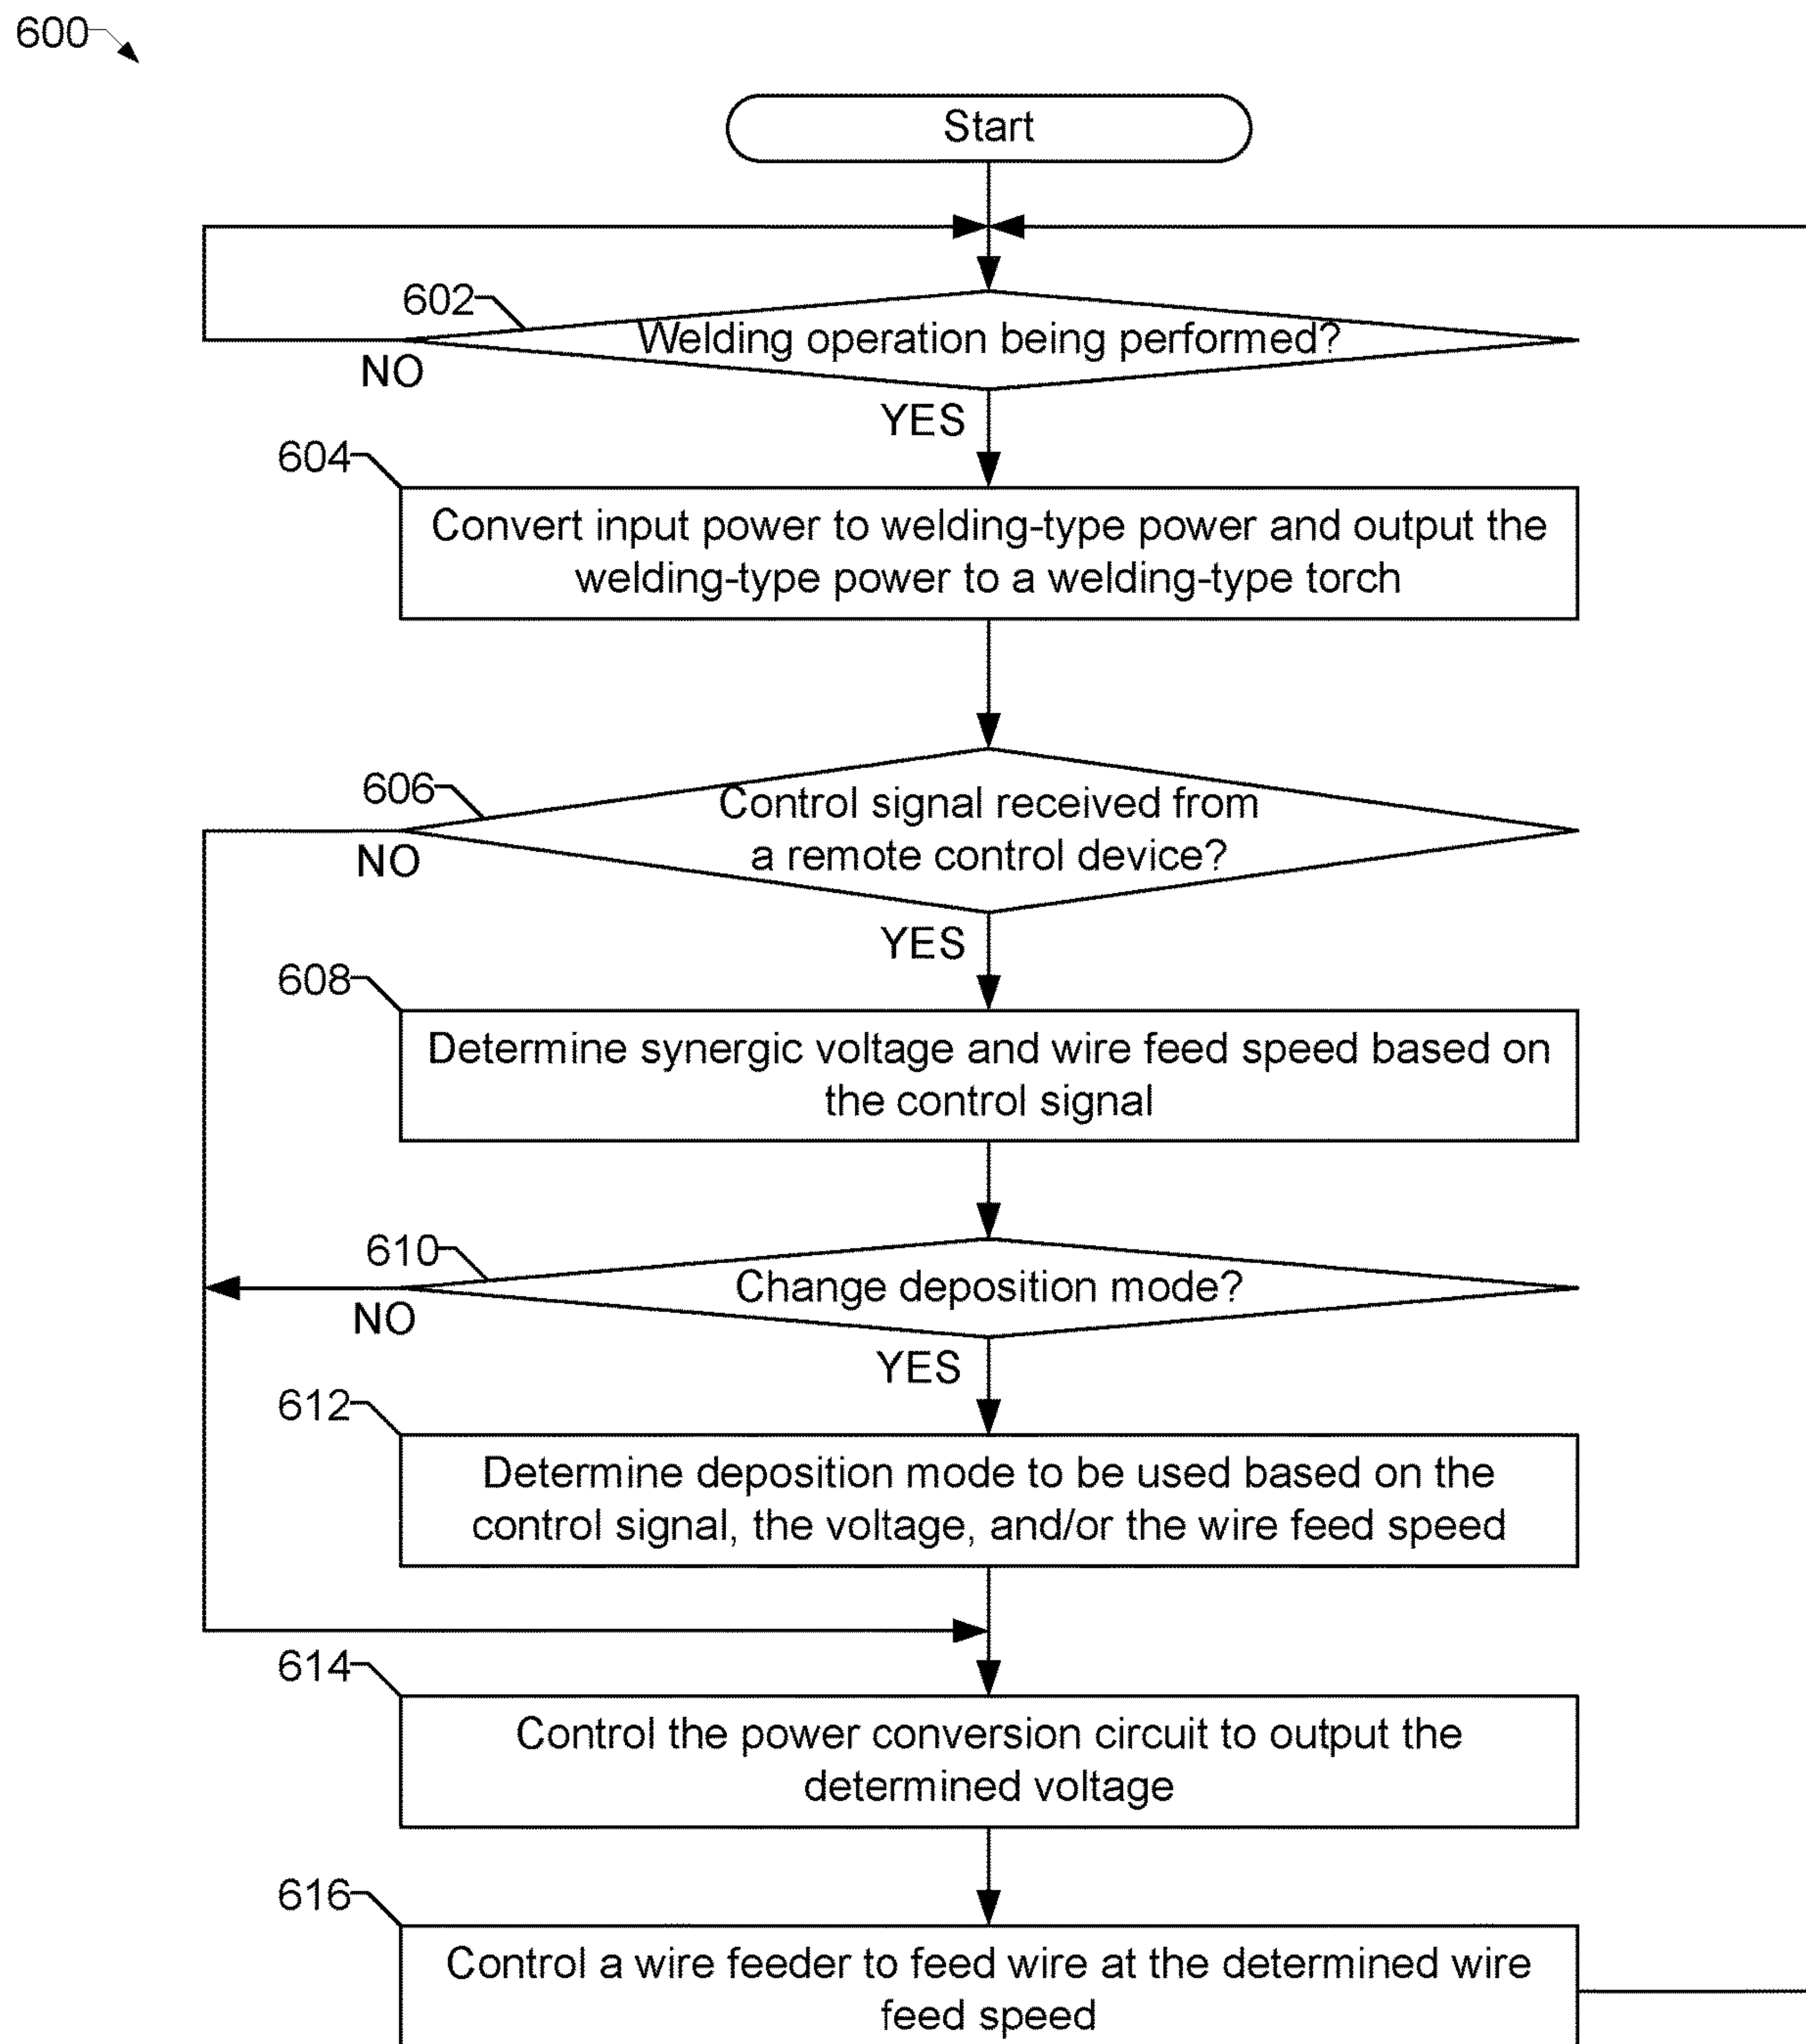 600
Start
602
Welding operation being performed?
NO
YES
604
Convert input power to welding-type power and output the
welding-type power to a welding-type torch
606
Control signal received from
a remote control device?
NO
YES
608
Determine synergic voltage and wire feed speed based on
the control signal
610
Change deposition mode?
NO
YES
612
Determine deposition mode to be used based on the
control signal, the voltage, and/or the wire feed speed
614
Control the power conversion circuit to output the
determined voltage
616
Control a wire feeder to feed wire at the determined wire
feed speed